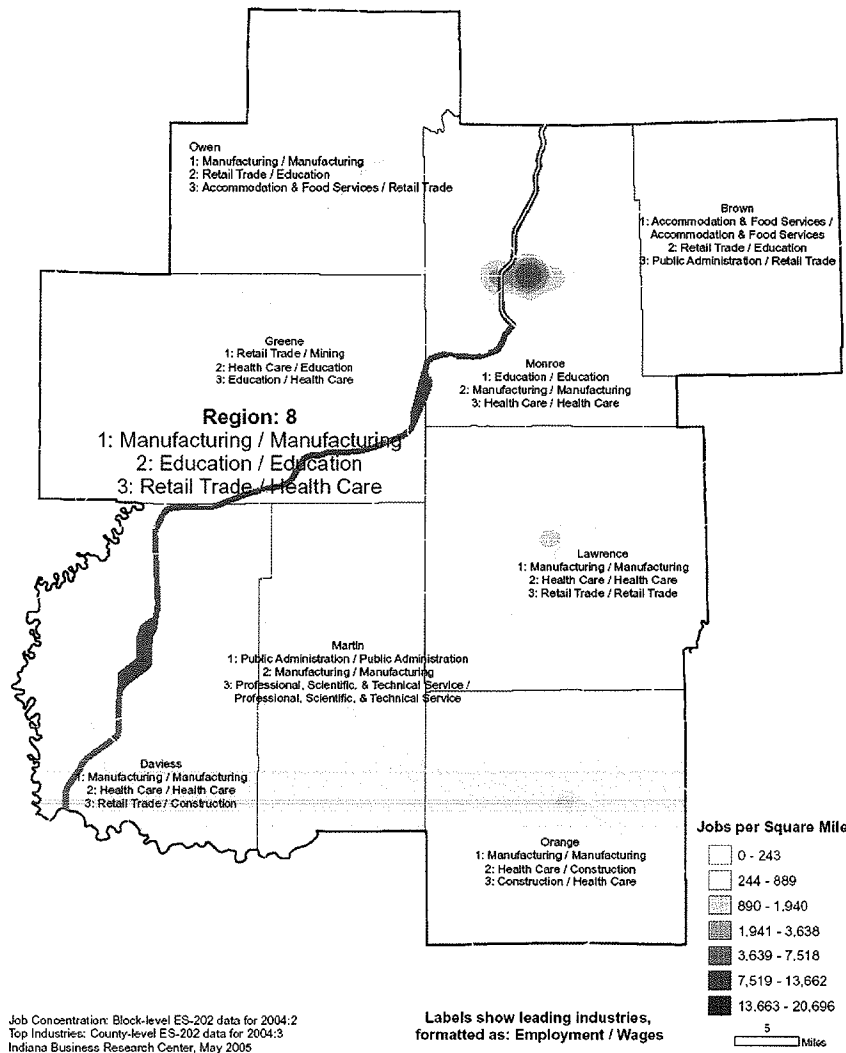 Owen
1: Manufacturing / Manufacturing
2: Retail Trade / Education
3: Accommodation & Food Services / Retail Trade
Brown
1: Accommodation & Food Services /
Accommodation & Food Services
2: Retail Trade / Education
3: Public Administration / Retail Trade
Greene
1: Retail Trade / Mining
2: Health Care / Education
3: Education / Health Care
Monroe
1: Education / Education
2: Manufacturing / Manufacturing
3: Health Care / Health Care
Region: 8
1: Manufacturing / Manufacturing
2: Education / Education
3: Retail Trade / Health Care
Lawrence
1: Manufacturing / Manufacturing
2: Health Care / Health Care
3: Retail Trade / Retail Trade
Martin
1: Public Administration / Public Administration
2: Manufacturing / Manufacturing
3: Professional, Scientific, & Technical Service /
Professional, Scientific, & Technical Service
Daviess
1: Manufacturing / Manufacturing
2: Health Care / Health Care
3: Retail Trade / Construction
Orange
1: Manufacturing / Manufacturing
2: Health Care / Construction
3: Construction / Health Care
Jobs per Square Mile
0 - 243
244 - 889
890 - 1,940
1,941 - 3,638
3,639 - 7,518
7,519 - 13,662
13,663 - 20,696
5
Miles
Labels show leading industries,
formatted as: Employment / Wages
Job Concentration: Block-level ES-202 data for 2004:2
Top Industries: County-level ES-202 data for 2004:3
Indiana Business Research Center, May 2005